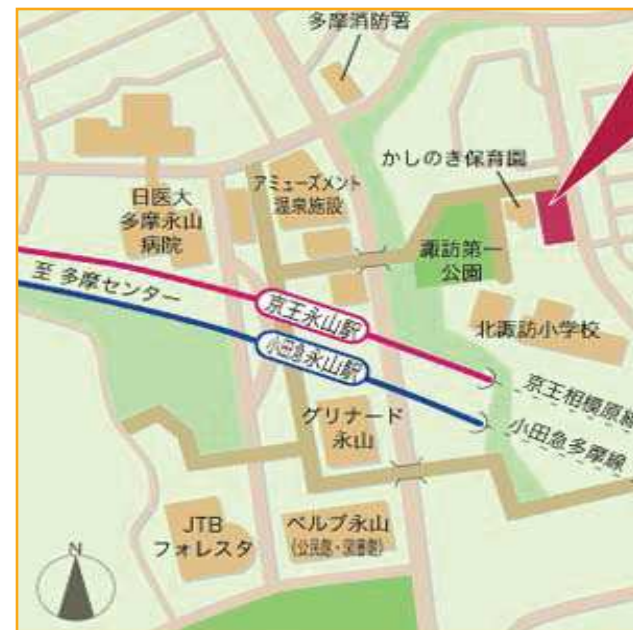 多摩消防署
かしのき保育園
アミューズメント
温泉施設
日医大
多摩永山
病院
諏訪第一
公園
至 多摩センター
京王永山駅
小田急永山駅
北諏訪小学校
京王相模原線
小田急多摩線
グリナード
永山
JTB
フォレスタ
ベルブ永山
(公民館・図書館)
N